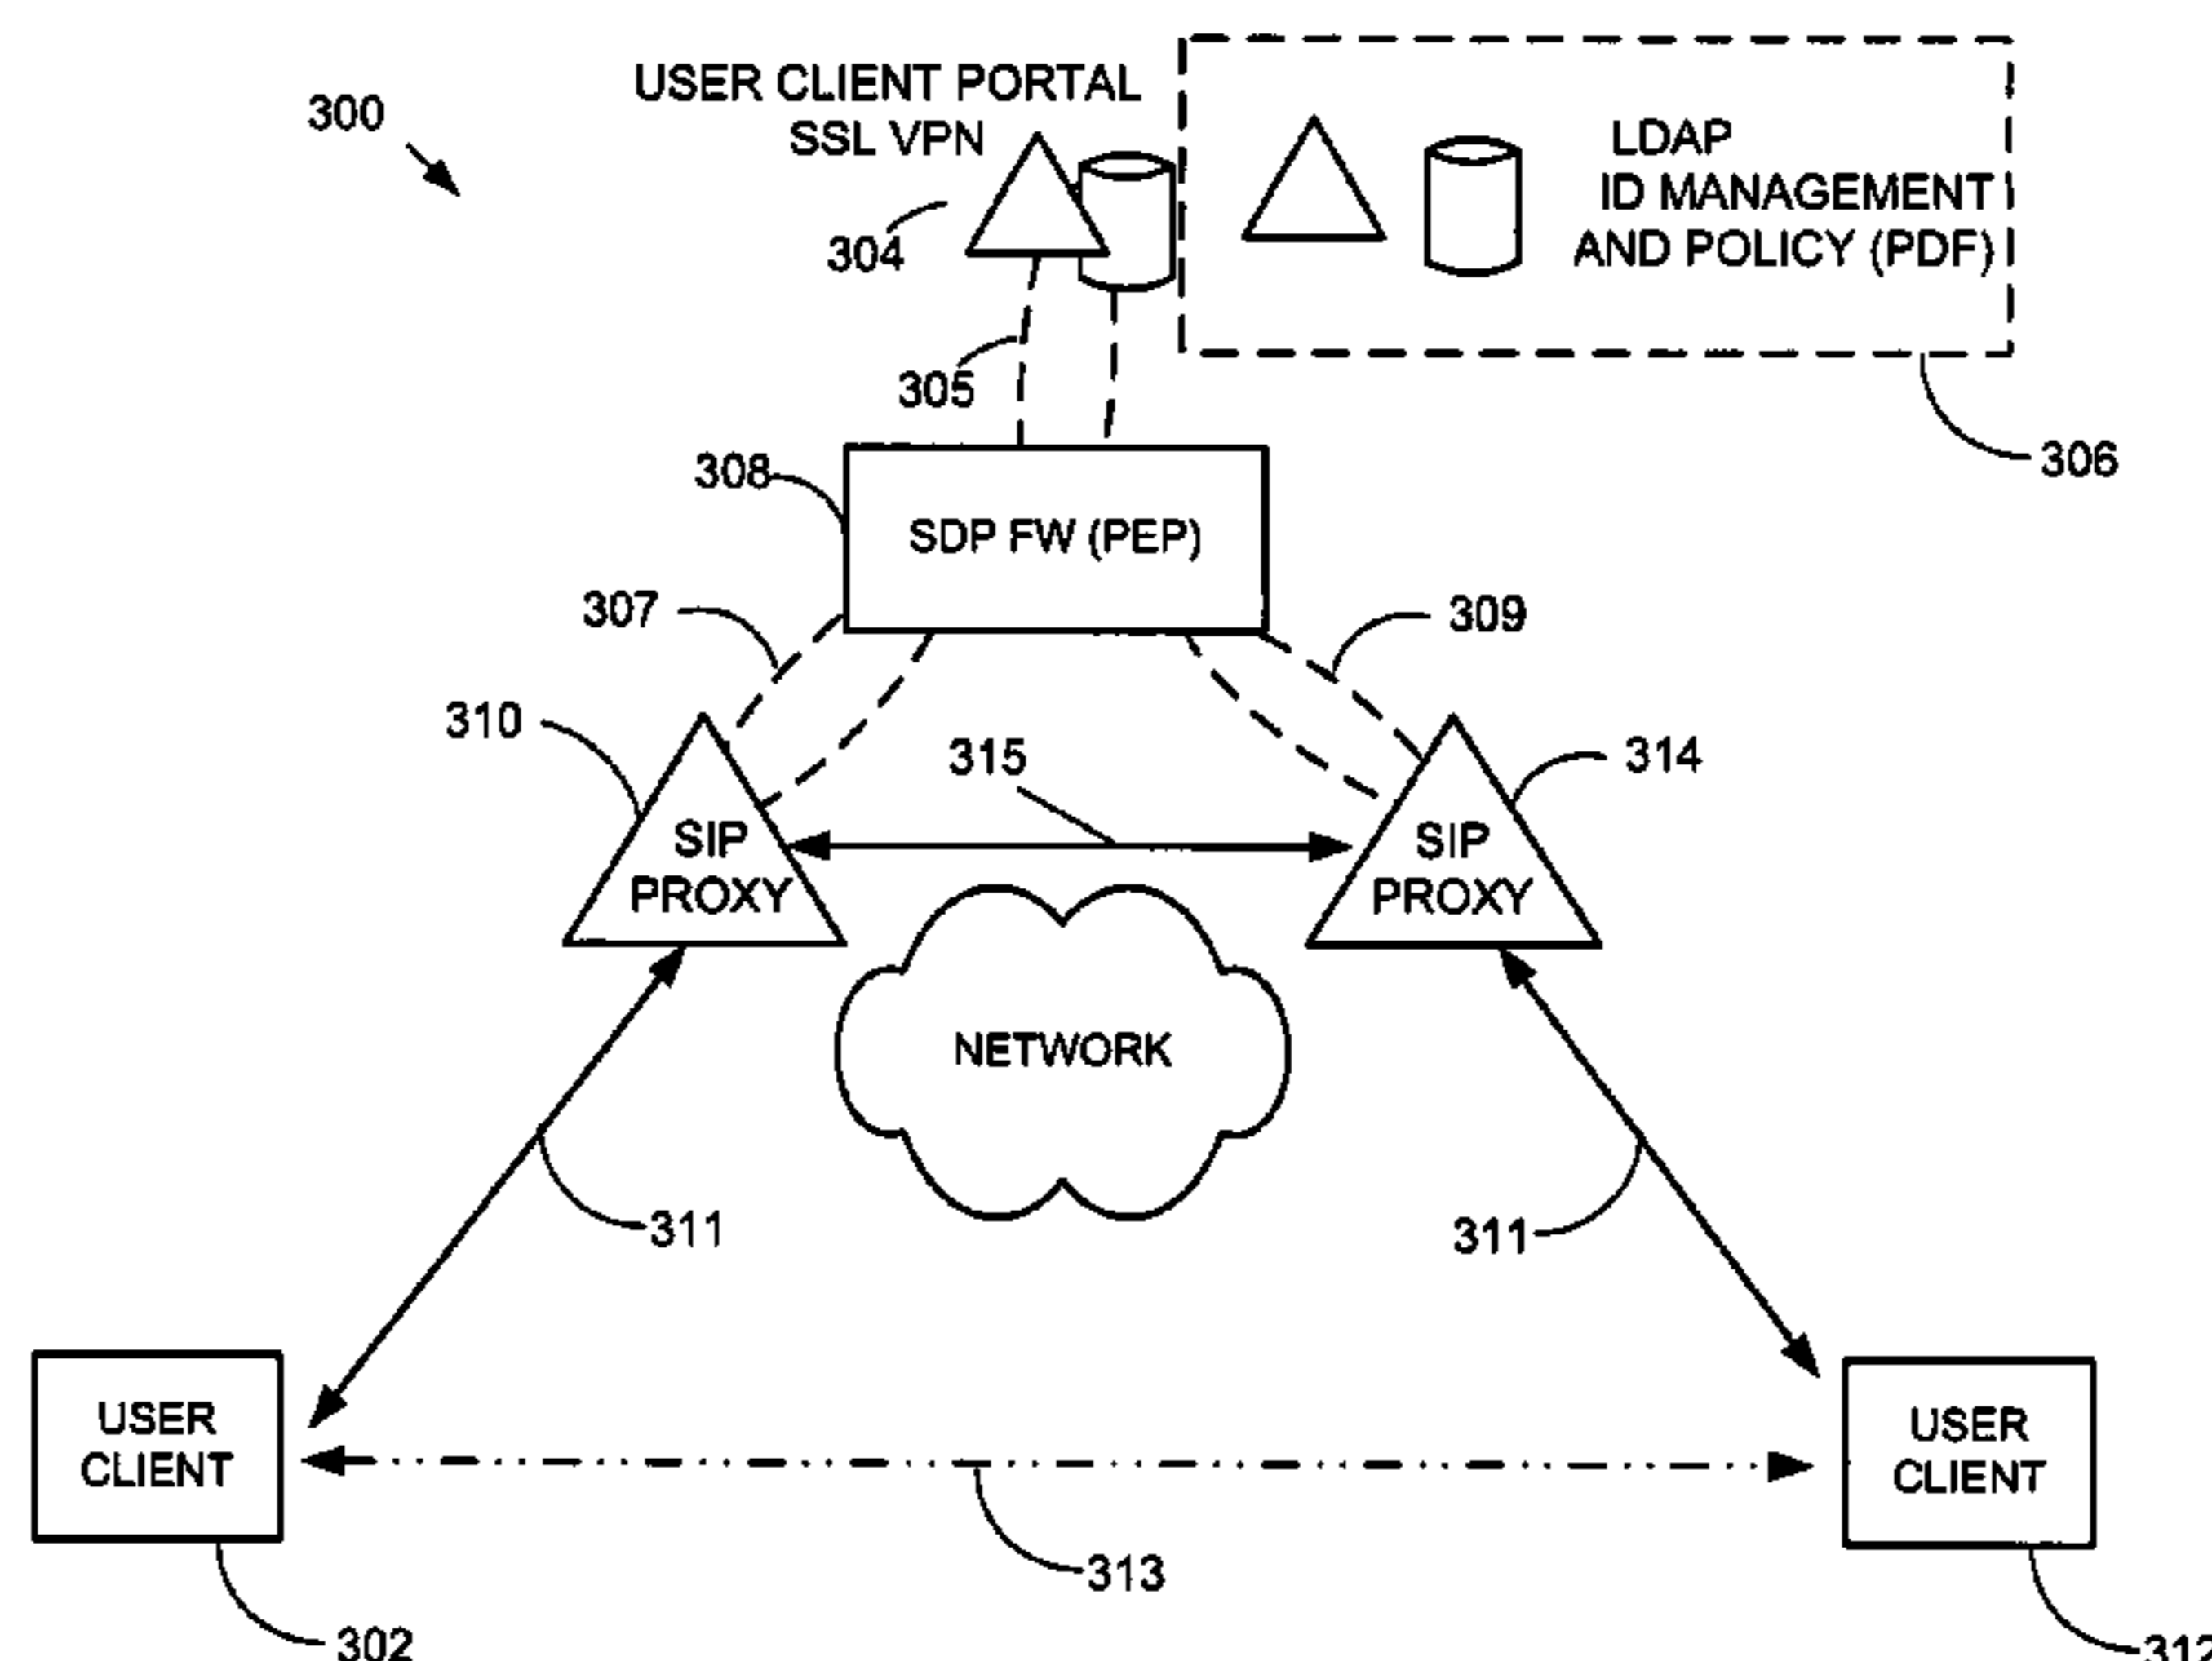 300
USER CLIENT PORTAL
SSL VPN
304
LDAP
ID MANAGEMENT
AND POLICY (PDF)
305
306
308
SDP FW (PEP)
307
309
310
315
314
SIP
PROXY
SIP
PROXY
NETWORK
311
311
USER
CLIENT
USER
CLIENT
313
302
312